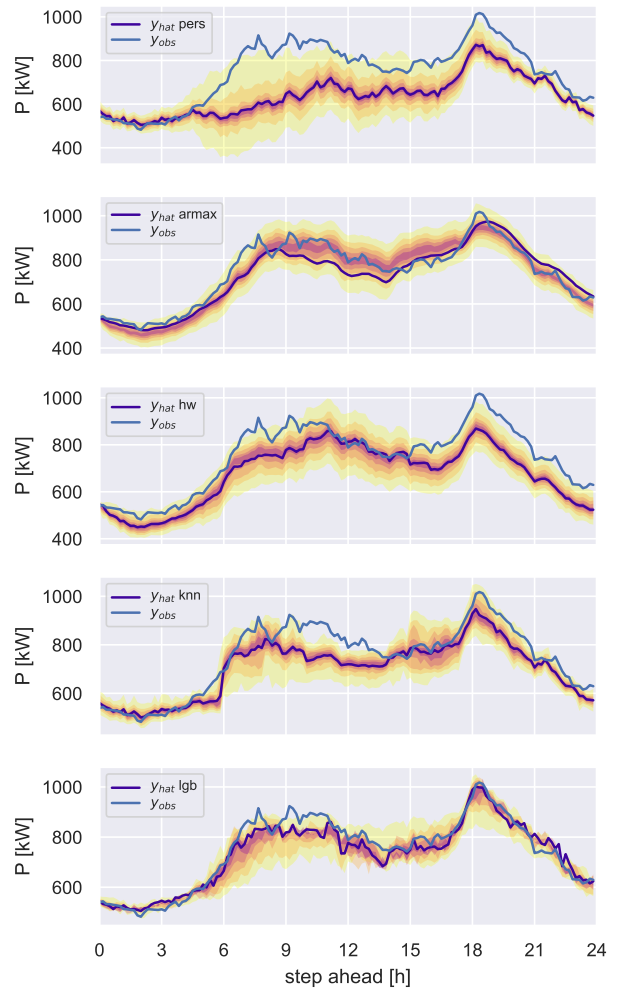 1000
800
600
400
P [kW]
y_hat pers
y_obs
1000
800
600
400
P [kW]
y_hat armax
y_obs
1000
800
600
400
P [kW]
y_hat hw
y_obs
1000
800
600
P [kW]
y_hat knn
y_obs
1000
800
600
P [kW]
y_hat lgb
y_obs
0 3 6 9 12 15 18 21 24
step ahead [h]